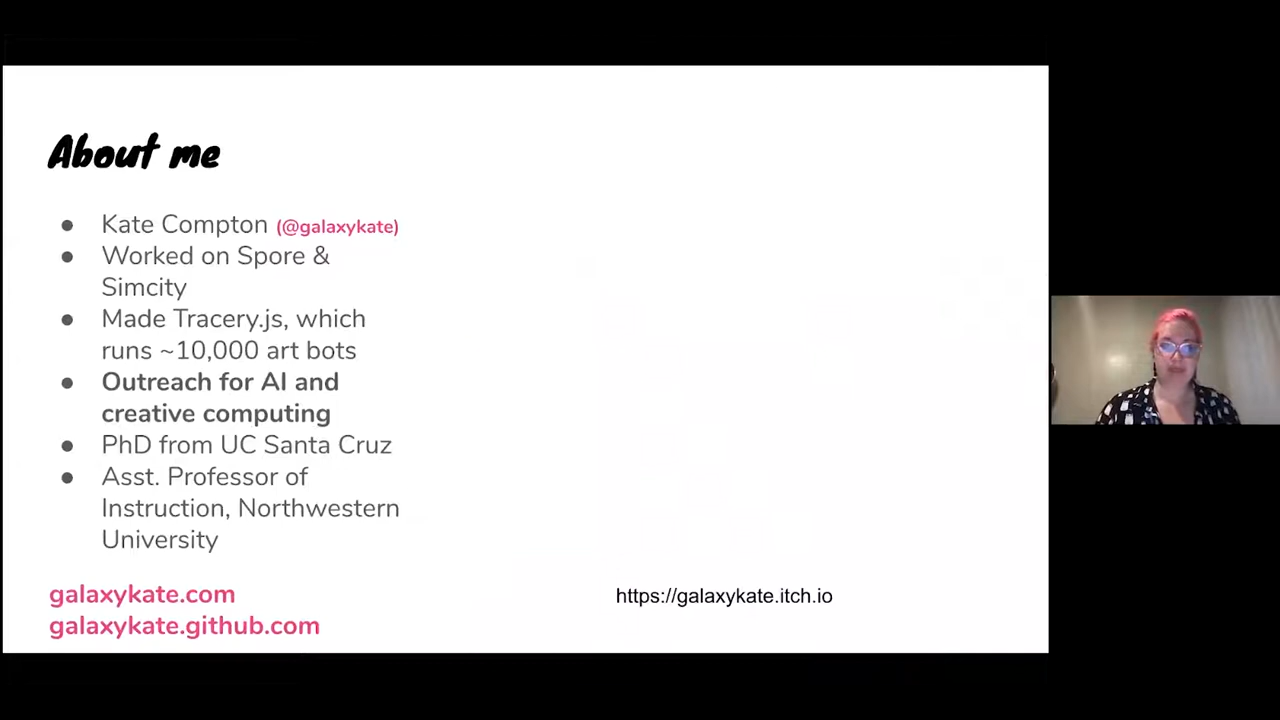 About me
Kate Compton (@galaxykate)
Worked on Spore &
Simcity
Made Tracery.js, which
runs ~10,000 art bots
Outreach for AI and
creative computing
PhD from UC Santa Cruz
Asst. Professor of
Instruction, Northwestern
University
galaxykate.com
https://galaxykate.itch.io
galaxykate.github.com